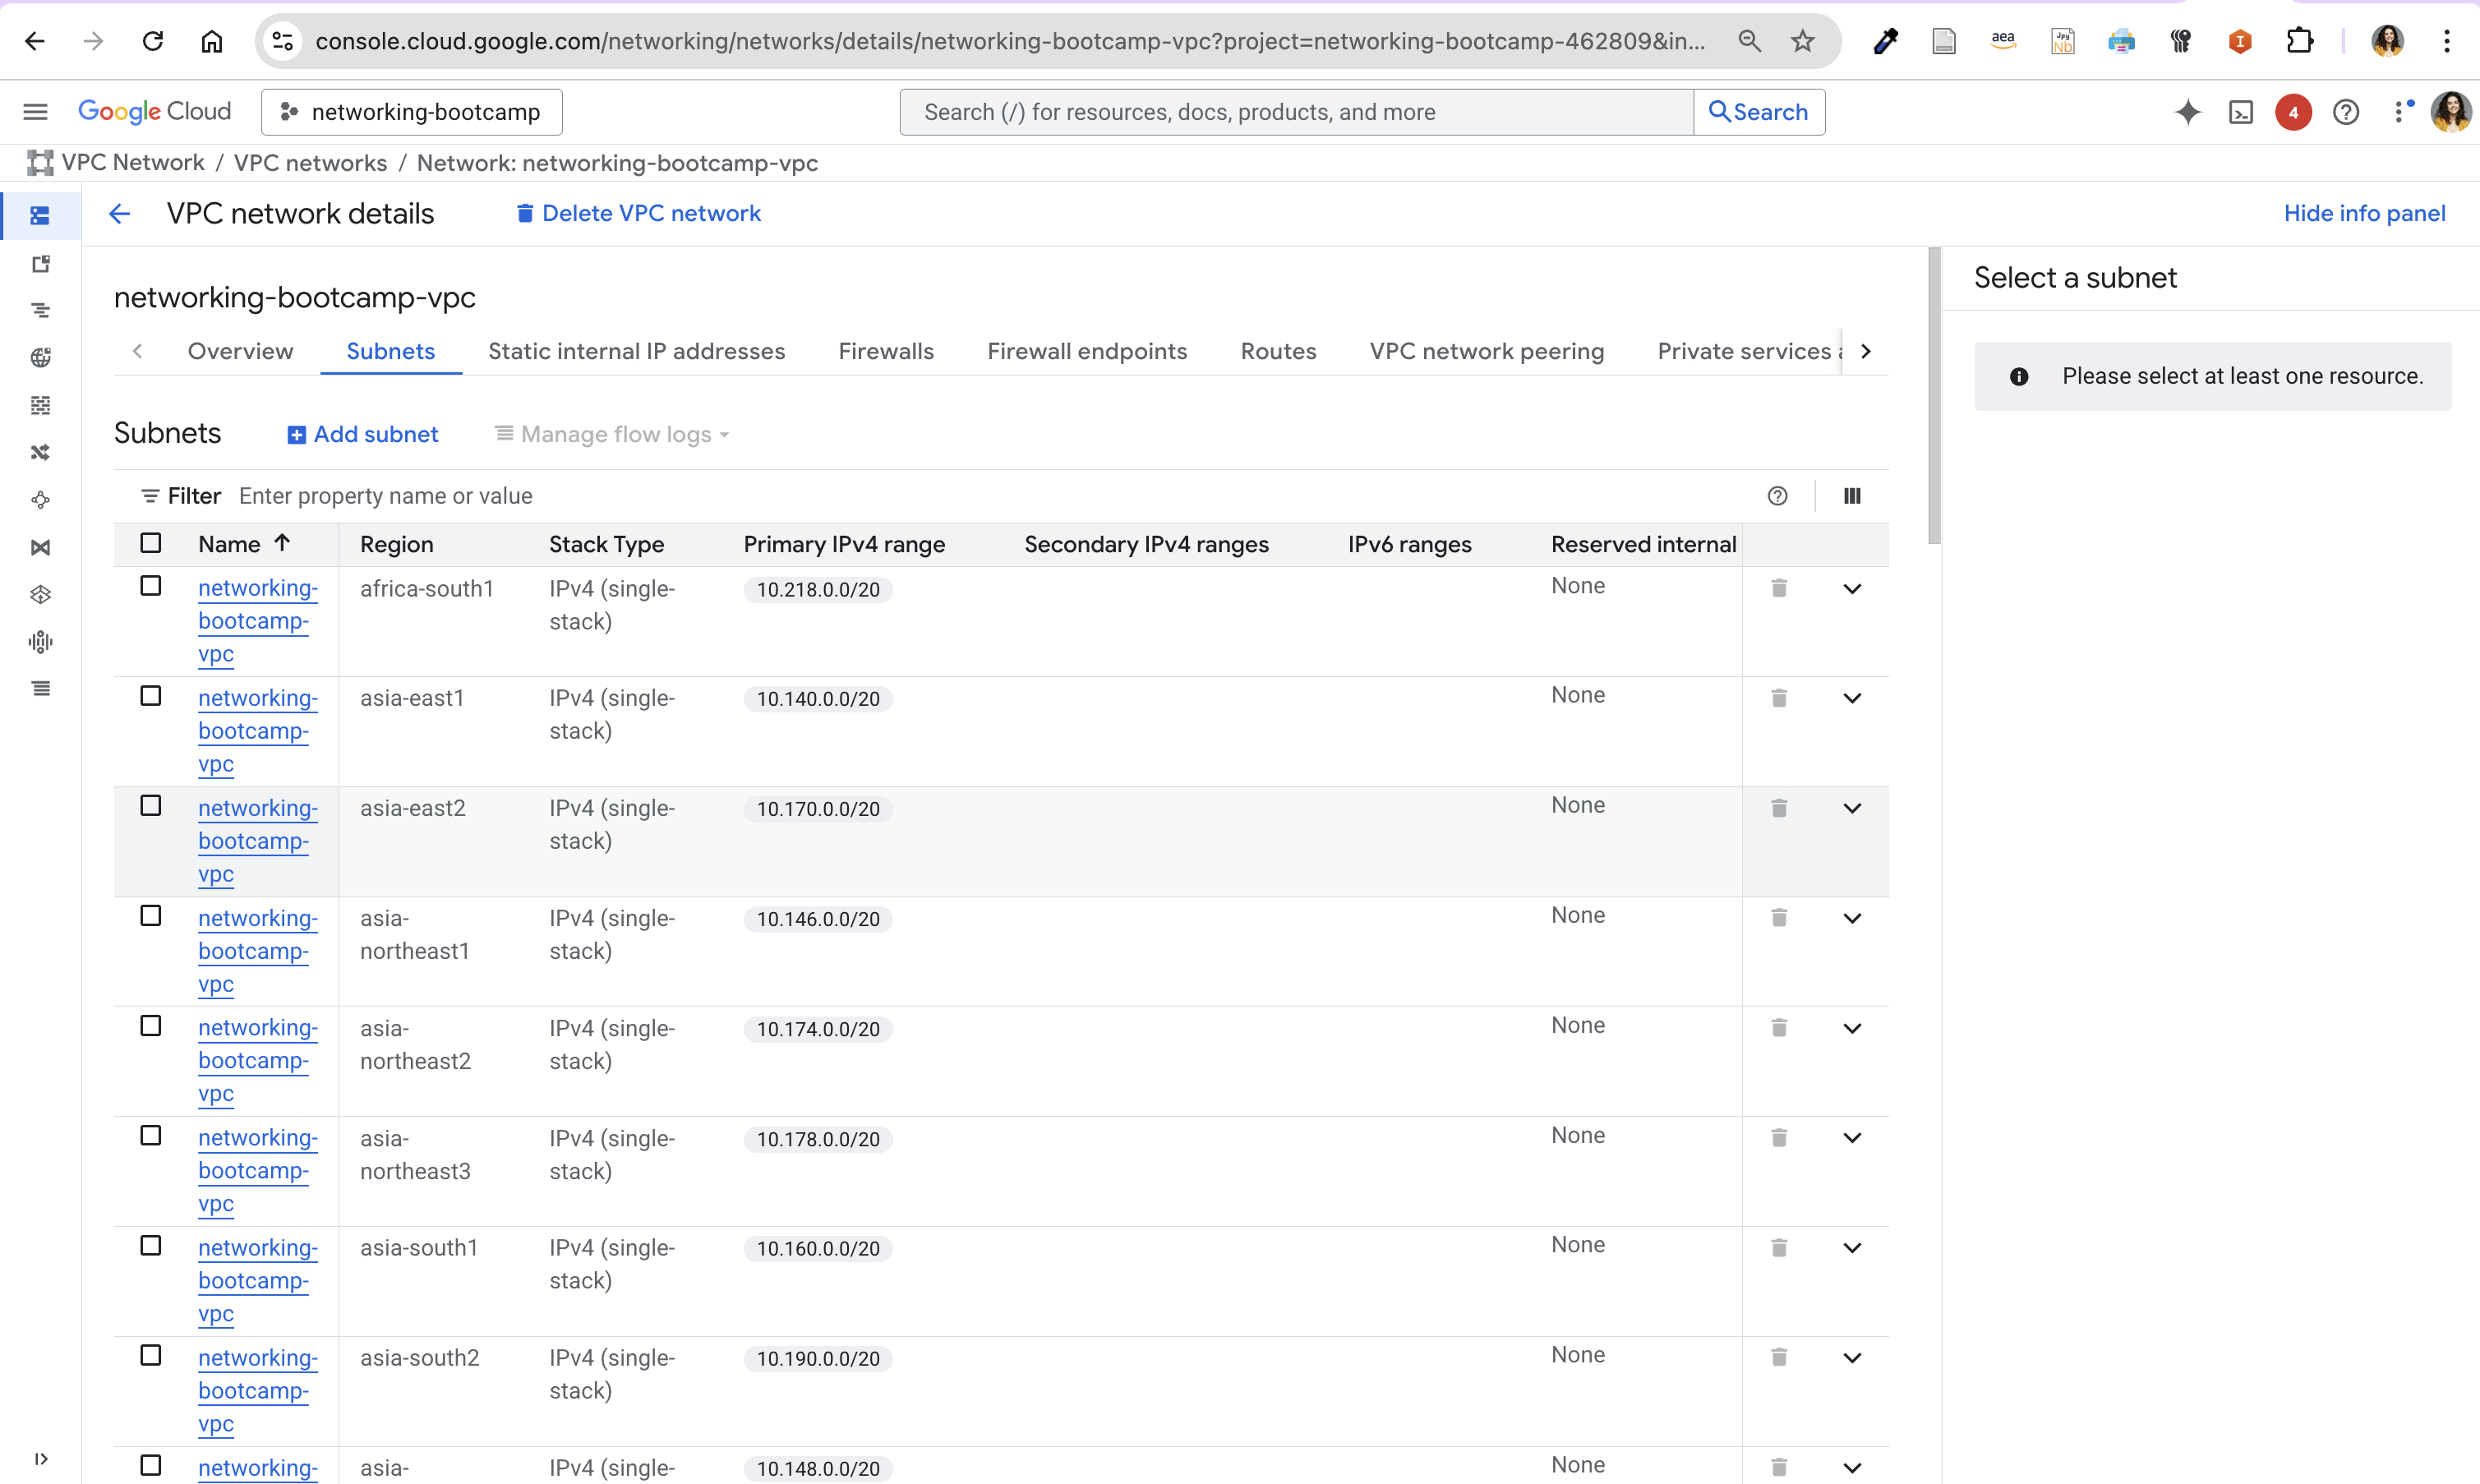 console.cloud.google.com/networking/networks/details/networking-bootcamp-vpc?project=networking-bootcamp-462809&in...
aea
Jpy
Nb
I
Google Cloud
networking-bootcamp
Search (/) for resources, docs, products, and more
Search
4
VPC Network / VPC networks / Network: networking-bootcamp-vpc
VPC network details
Delete VPC network
Hide info panel
networking-bootcamp-vpc
Overview Subnets Static internal IP addresses Firewalls Firewall endpoints Routes VPC network peering Private services a
Select a subnet
Please select at least one resource.
Subnets
Add subnet
Manage flow logs
Filter Enter property name or value
Name Region Stack Type Primary IPv4 range Secondary IPv4 ranges IPv6 ranges Reserved internal
networking- africa-south1 IPv4 (single- 10.218.0.0/20 None
bootcamp- stack)
vpc
networking- asia-east1 IPv4 (single- 10.140.0.0/20 None
bootcamp- stack)
vpc
networking- asia-east2 IPv4 (single- 10.170.0.0/20 None
bootcamp- stack)
vpc
networking- asia- IPv4 (single- 10.146.0.0/20 None
bootcamp- northeast1 stack)
vpc
networking- asia- IPv4 (single- 10.174.0.0/20 None
bootcamp- northeast2 stack)
vpc
networking- asia- IPv4 (single- 10.178.0.0/20 None
bootcamp- northeast3 stack)
vpc
networking- asia-south1 IPv4 (single- 10.160.0.0/20 None
bootcamp- stack)
vpc
networking- asia-south2 IPv4 (single- 10.190.0.0/20 None
bootcamp- stack)
vpc
networking- asia- IPv4 (single- 10.148.0.0/20 None